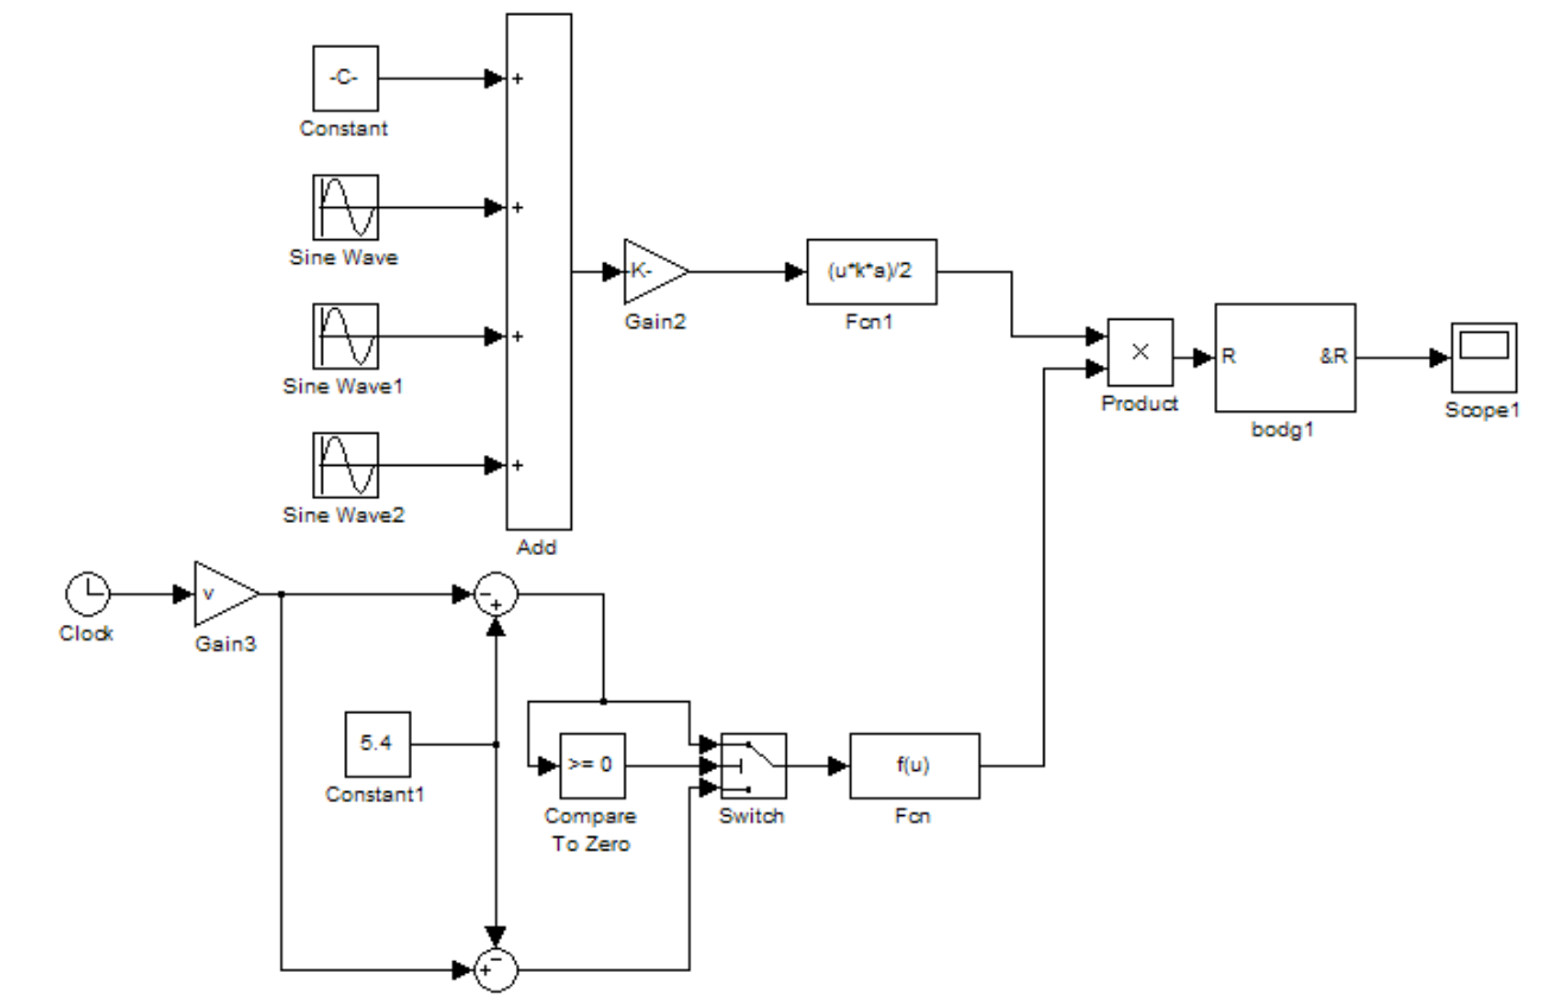 -C-
+
Constant
+
Sine Wave
+
Sine Wave1
+
Sine Wave2
Add
-K-
Gain2
(u*k*a)/2
Fcn1
×
Product
R &R
bodg1
Scope1
Clock
v
Gain3
-
+
5.4
Constant1
>= 0
Compare
To Zero
Switch
f(u)
Fcn
-
+